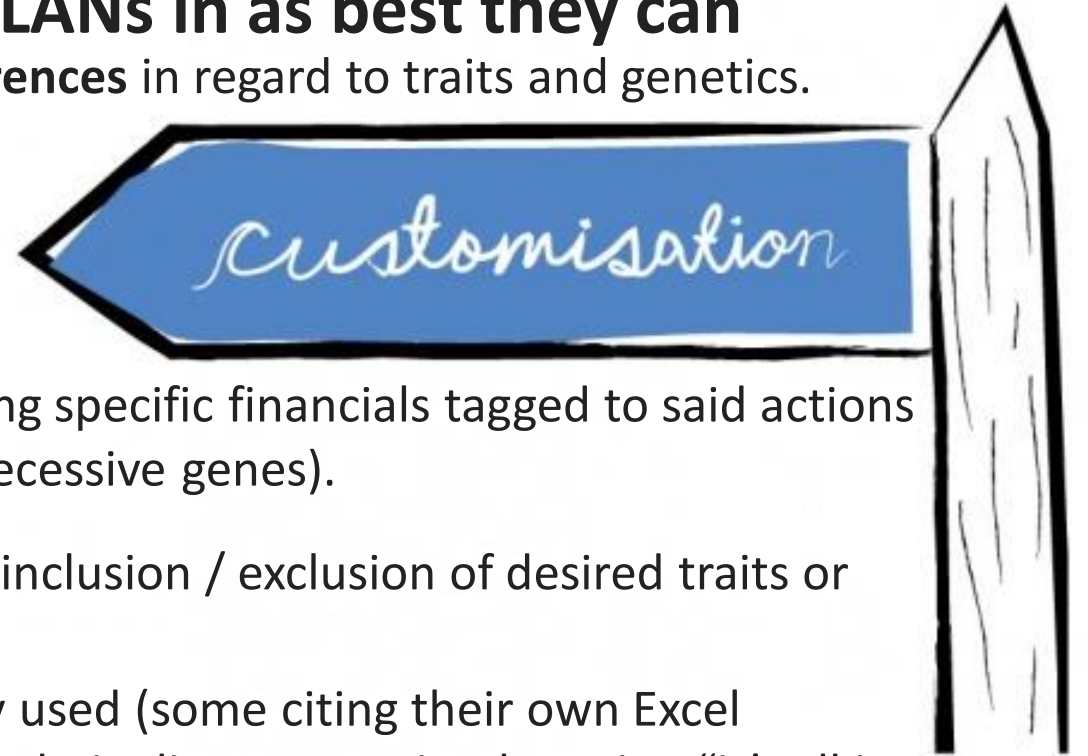 LANs in as best they can
rences in regard to traits and genetics.
customisation
ng specific financials tagged to said actions
ecessive genes).
inclusion / exclusion of desired traits or
y used (some citing their own Excel